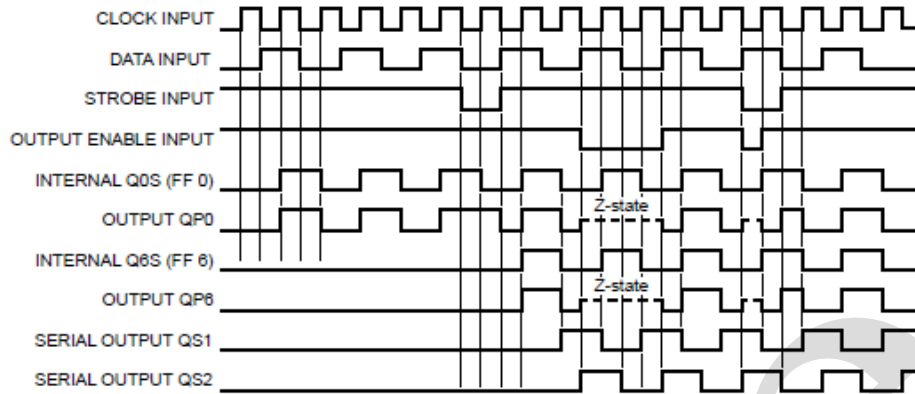 CLOCK INPUT
DATA INPUT
STROBE INPUT
OUTPUT ENABLE INPUT
INTERNAL Q0S (FF 0)
Z-state
OUTPUT QP0
INTERNAL Q6S (FF 6)
Z-state
OUTPUT QP6
SERIAL OUTPUT QS1
SERIAL OUTPUT QS2